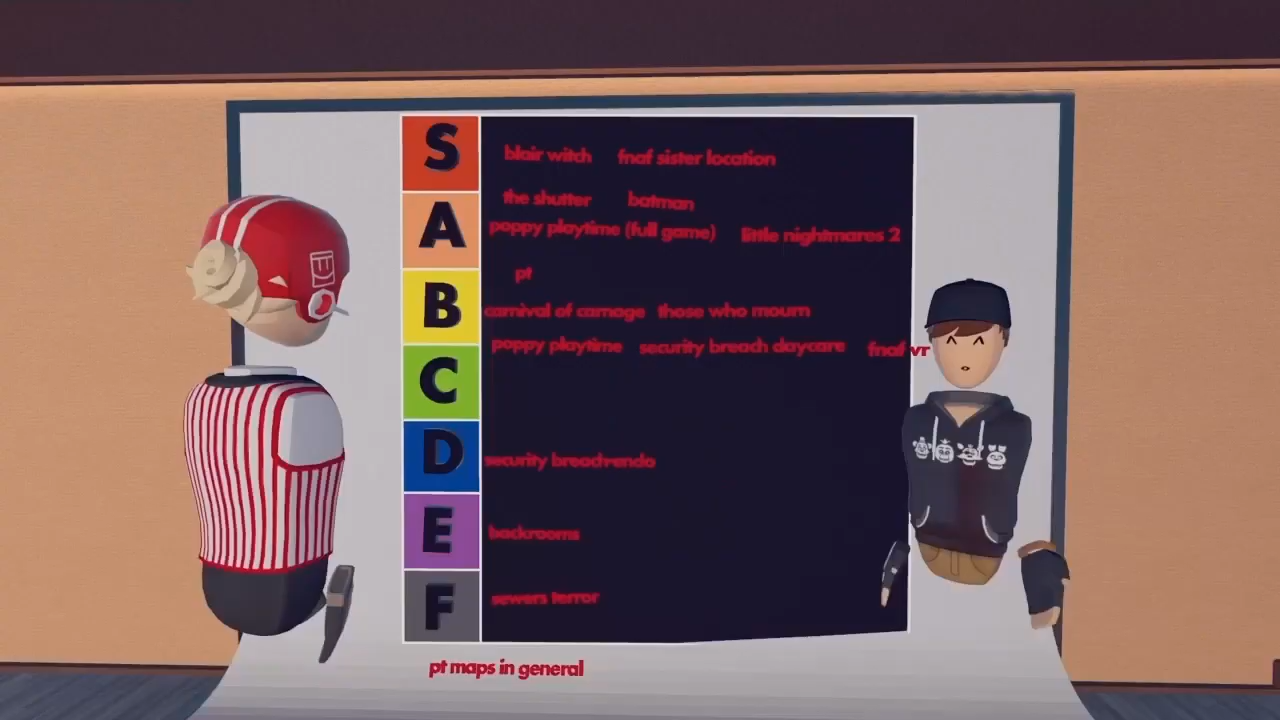 S
blair witch fnaf sister location
the shutter batman
A
poppy playtime (full game) little nightmares 2
pt
B
carnival of carnage those who mourn
poppy playtime security breach daycare fnaf vr
C
D
security breach endo
E
backrooms
F
sewers terror
pt maps in general